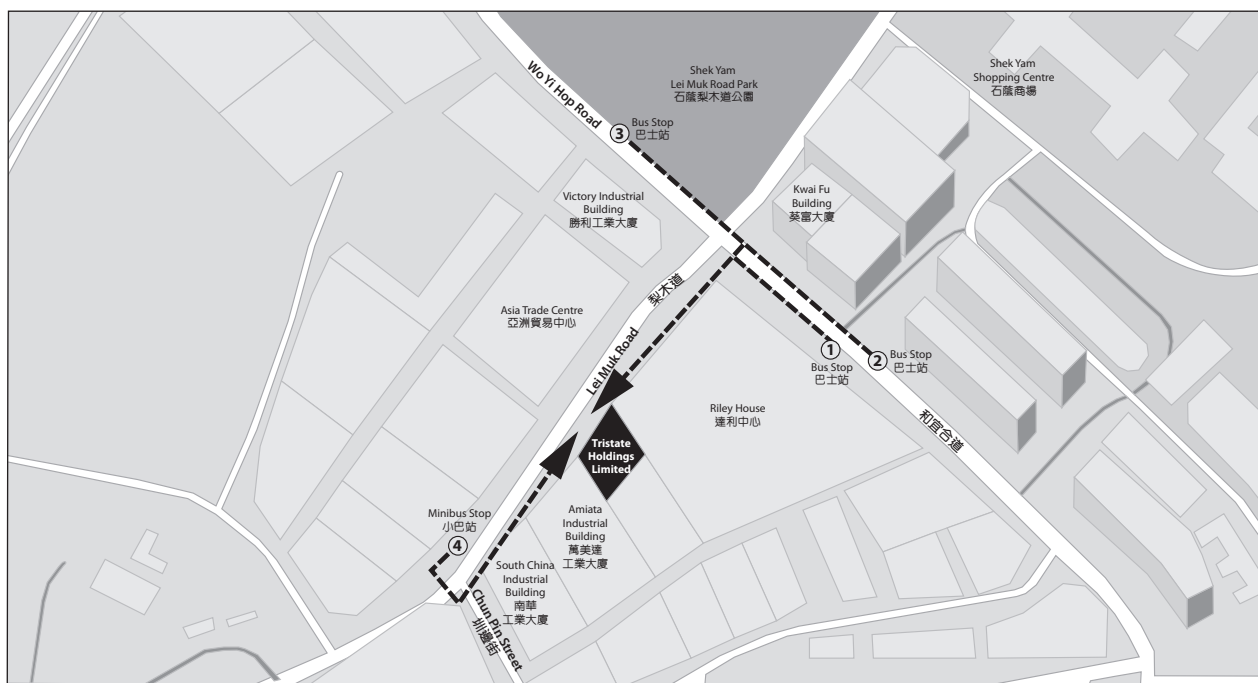 Shek Yam
Lei Muk Road Park
石蔭梨木道公園
Shek Yam
Shopping Centre
石蔭商場
Wo Yi Hop Road
3
Bus Stop
巴士站
Victory Industrial
Building
勝利工業大廈
Kwai Fu
Building
葵富大廈
梨木道
Asia Trade Centre
亞洲貿易中心
Lei Muk Road
1
Bus Stop
巴士站
2
Bus Stop
巴士站
Riley House
達利中心
和宜合道
Tristate
Holdings
Limited
Minibus Stop
小巴站
4
Amiata
Industrial
Building
萬美達
工業大廈
South China
Industrial
Building
南華
工業大廈
Chun Pin Street
圳邊街